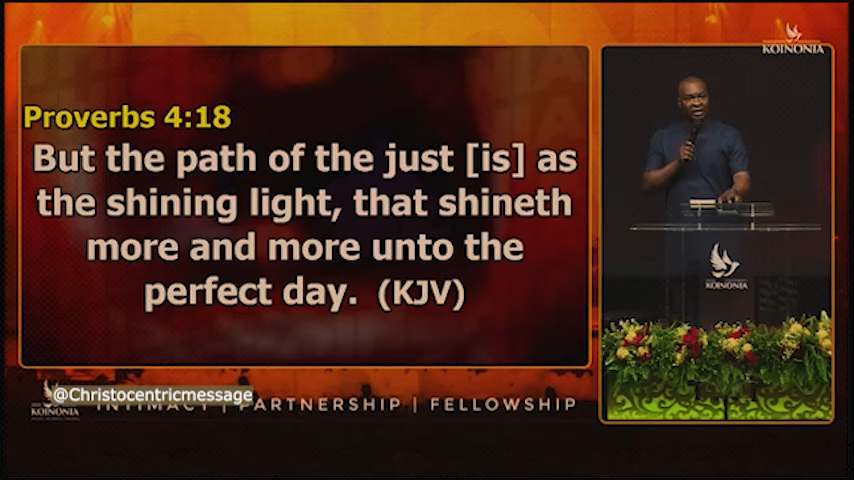 KOINONIA
Proverbs 4:18
But the path of the just [is] as
the shining light, that shineth
more and more unto the
perfect day. (KJV)
KOINONIA
@Christocentricmessage
KOINONIA
INTIMACY | PARTNERSHIP | FELLOWSHIP